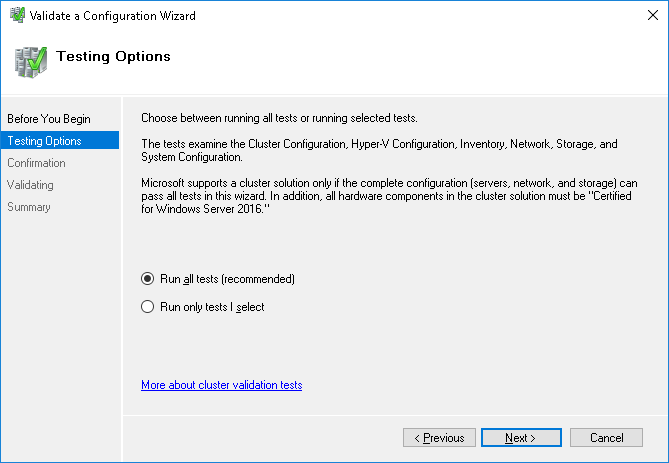 Validate a Configuration Wizard
Testing Options
Before You Begin
Testing Options
Confirmation
Validating
Summary
Choose between running all tests or running selected tests.
The tests examine the Cluster Configuration, Hyper-V Configuration, Inventory, Network, Storage, and
System Configuration.
Microsoft supports a cluster solution only if the complete configuration (servers, network, and storage) can
pass all tests in this wizard. In addition, all hardware components in the cluster solution must be "Certified
for Windows Server 2016."
Run all tests (recommended)
Run only tests I select
More about cluster validation tests
< Previous
Next >
Cancel